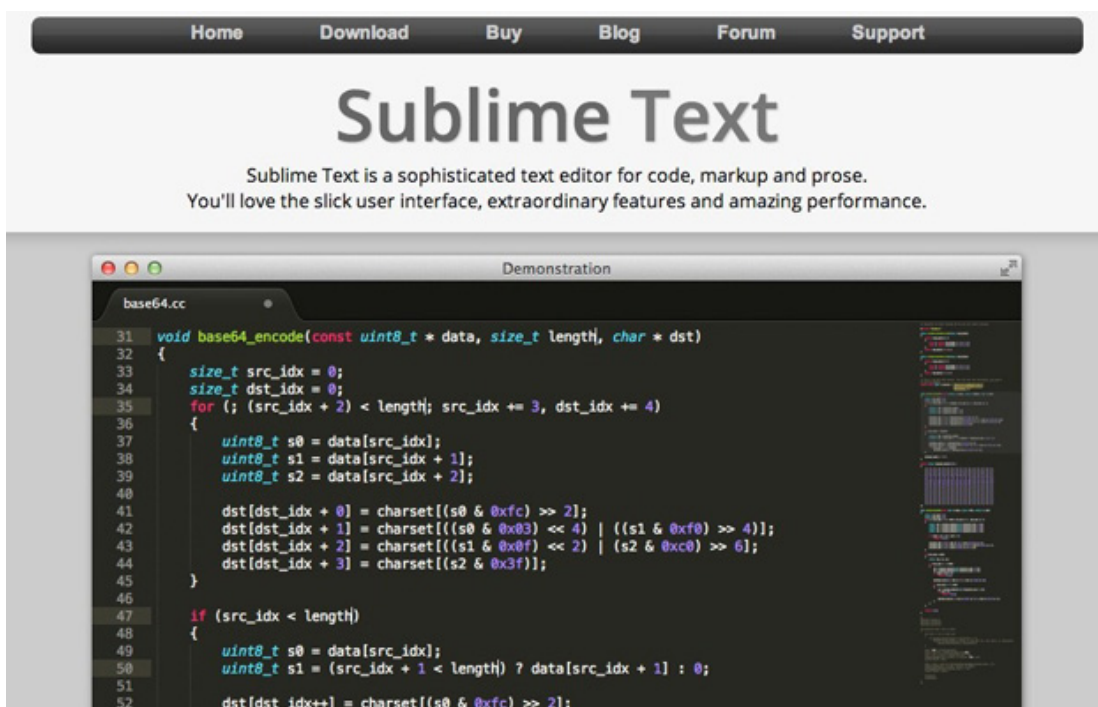 Home Download Buy Blog Forum Support
Sublime Text
Sublime Text is a sophisticated text editor for code, markup and prose.
You'll love the slick user interface, extraordinary features and amazing performance.
Demonstration
base64.cc
31 void base64_encode(const uint8_t * data, size_t length, char * dst)
32 {
33     size_t src_idx = 0;
34     size_t dst_idx = 0;
35     for (; (src_idx + 2) < length; src_idx += 3, dst_idx += 4)
36     {
37         uint8_t s0 = data[src_idx];
38         uint8_t s1 = data[src_idx + 1];
39         uint8_t s2 = data[src_idx + 2];
40
41         dst[dst_idx + 0] = charset[(s0 & 0xfc) >> 2];
42         dst[dst_idx + 1] = charset[((s0 & 0x03) << 4) | ((s1 & 0xf0) >> 4)];
43         dst[dst_idx + 2] = charset[((s1 & 0x0f) << 2) | (s2 & 0xc0) >> 6];
44         dst[dst_idx + 3] = charset[(s2 & 0x3f)];
45     }
46
47     if (src_idx < length)
48     {
49         uint8_t s0 = data[src_idx];
50         uint8_t s1 = (src_idx + 1 < length) ? data[src_idx + 1] : 0;
51
52         dst[dst_idx++] = charset[(s0 & 0xfc) >> 2];